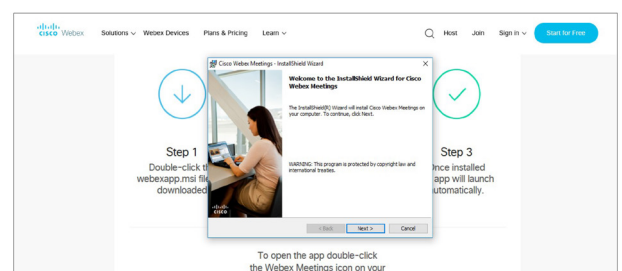 CISCO Webex Solutions Webex Devices Plans & Pricing Learn Host Join Sign in Start for Free
Cisco Webex Meetings - InstallShield Wizard
Welcome to the InstallShield Wizard for Cisco
Webex Meetings
The InstallShield(R) Wizard will install Cisco Webex Meetings on
your computer. To continue, click Next.
WARNING: This program is protected by copyright law and
international treaties.
CISCO
< Back Next > Cancel
Step 1
Double-click t
webexapp.msi file
downloaded
Step 3
Once installed
app will launch
automatically.
To open the app double-click
the Webex Meetings icon on your